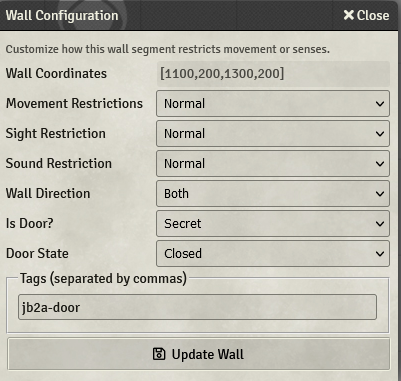 Wall Configuration
Close
Customize how this wall segment restricts movement or senses.
Wall Coordinates [1100,200,1300,200]
Movement Restrictions Normal
Sight Restriction Normal
Sound Restriction Normal
Wall Direction Both
Is Door? Secret
Door State Closed
Tags (separated by commas)
jb2a-door
Update Wall